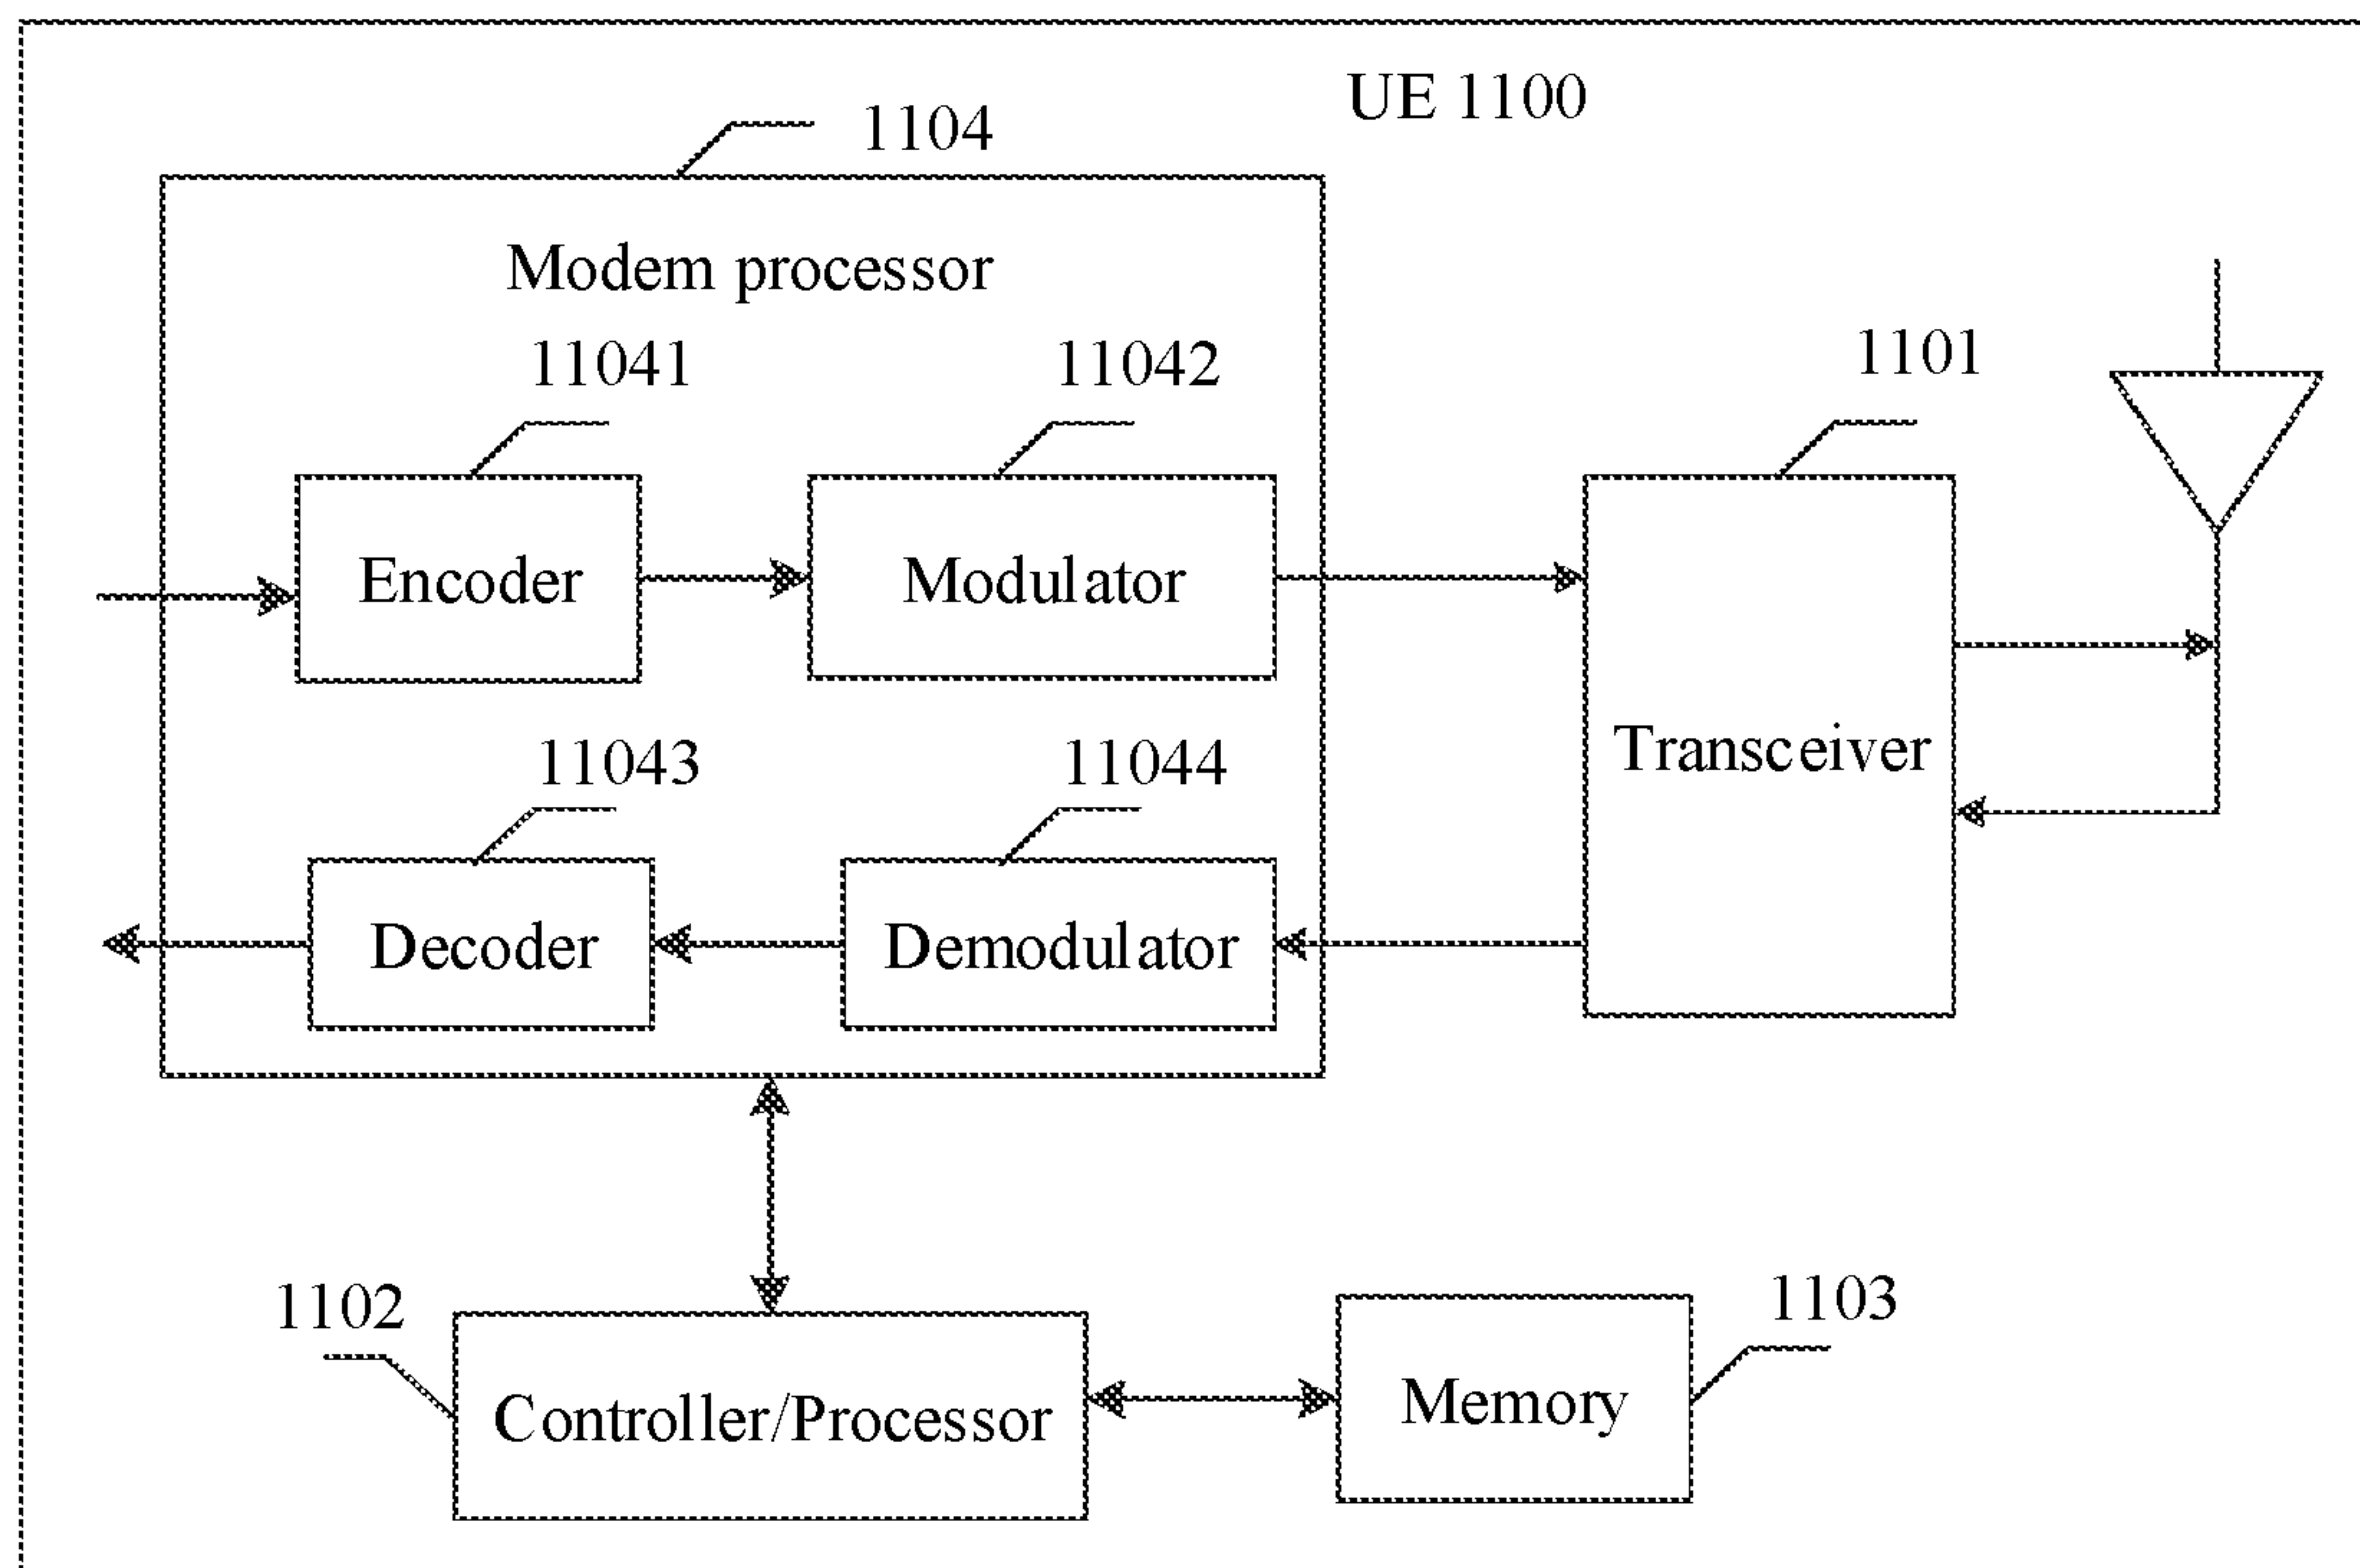 UE 1100
1104
Modem processor
11041
11042
1101
Encoder
Modulator
Transceiver
11043
11044
Decoder
Demodulator
1102
1103
Controller/Processor
Memory